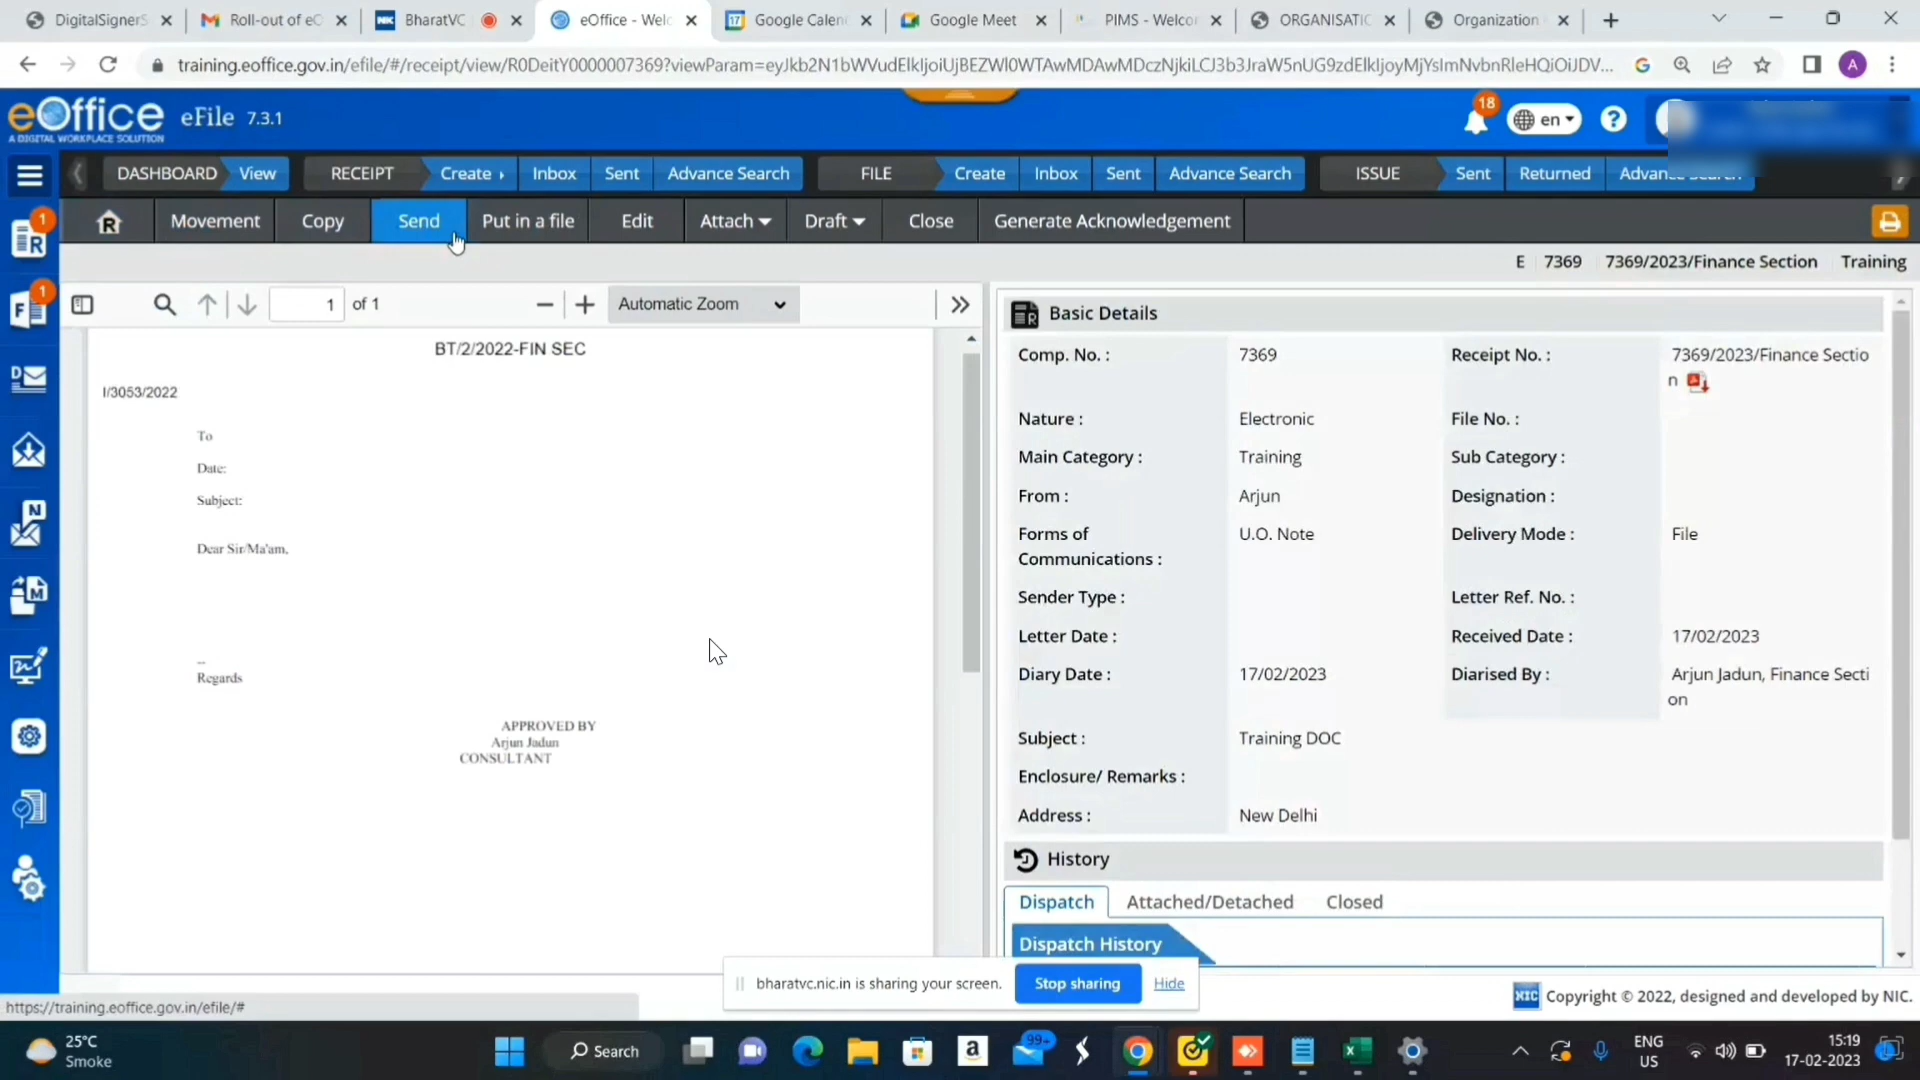 DigitalSignerS
Roll-out of eO
BharatVC
eOffice - Welc
Google Calen
Google Meet
PIMS - Welcor
ORGANISATIO
Organization
training.eoffice.gov.in/efile/#/receipt/view/R0DeitY0000007369?viewParam=eyJkb2N1bWVudElkIjoiUjBEZWl0WTAwMDAwMDczNjkiLCJ3b3JraW5nUG9zdElkIjoyMjYsImNvbnRleHQiOiJDV...
A
eOffice
A DIGITAL WORKPLACE SOLUTION
eFile 7.3.1
18
en
DASHBOARD View RECEIPT Create Inbox Sent Advance Search FILE Create Inbox Sent Advance Search ISSUE Sent Returned
Movement Copy Send Put in a file Edit Attach Draft Close Generate Acknowledgement
1
R
E 7369 7369/2023/Finance Section Training
1
F
D
N
M
1 of 1 Automatic Zoom
BT/2/2022-FIN SEC
I/3053/2022
To
Date:
Subject:
Dear Sir/Ma'am,
--
Regards
APPROVED BY
Arjun Jadun
CONSULTANT
Basic Details
Comp. No. : 7369 Receipt No. : 7369/2023/Finance Sectio
n
Nature : Electronic File No. :
Main Category : Training Sub Category :
From : Arjun Designation :
Forms of U.O. Note Delivery Mode : File
Communications :
Sender Type : Letter Ref. No. :
Letter Date : Received Date : 17/02/2023
Diary Date : 17/02/2023 Diarised By : Arjun Jadun, Finance Secti
on
Subject : Training DOC
Enclosure/ Remarks :
Address : New Delhi
History
Dispatch Attached/Detached Closed
Dispatch History
bharatvc.nic.in is sharing your screen. Stop sharing Hide
https://training.eoffice.gov.in/efile/#
NIC Copyright © 2022, designed and developed by NIC.
25°C
Smoke
Search
99+
ENG
US
15:19
17-02-2023